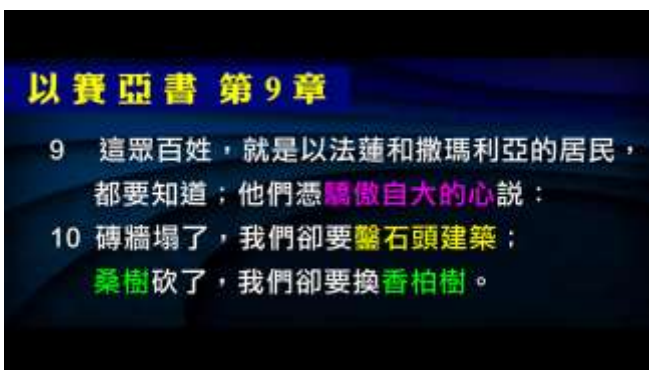 以賽亞書 第9章
9 這眾百姓，就是以法蓮和撒瑪利亞的居民，
都要知道；他們憑驕傲自大的心説：
10 磚牆塌了，我們卻要鑿石頭建築；
桑樹砍了，我們卻要換香柏樹。